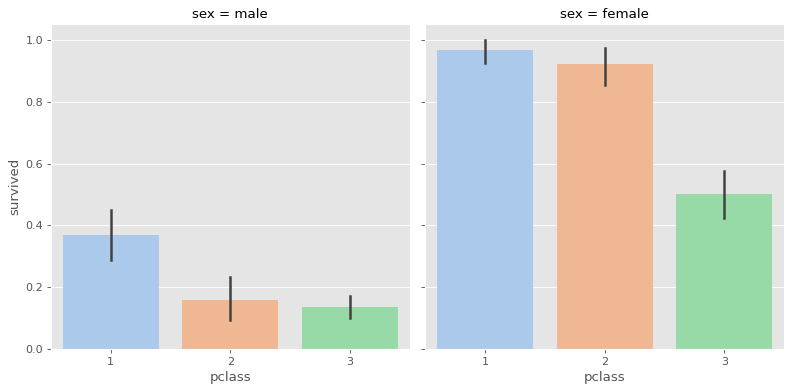 sex = male
sex = female
survived
1.0
0.8
0.6
0.4
0.2
0.0
1 2 3
1 2 3
pclass
pclass